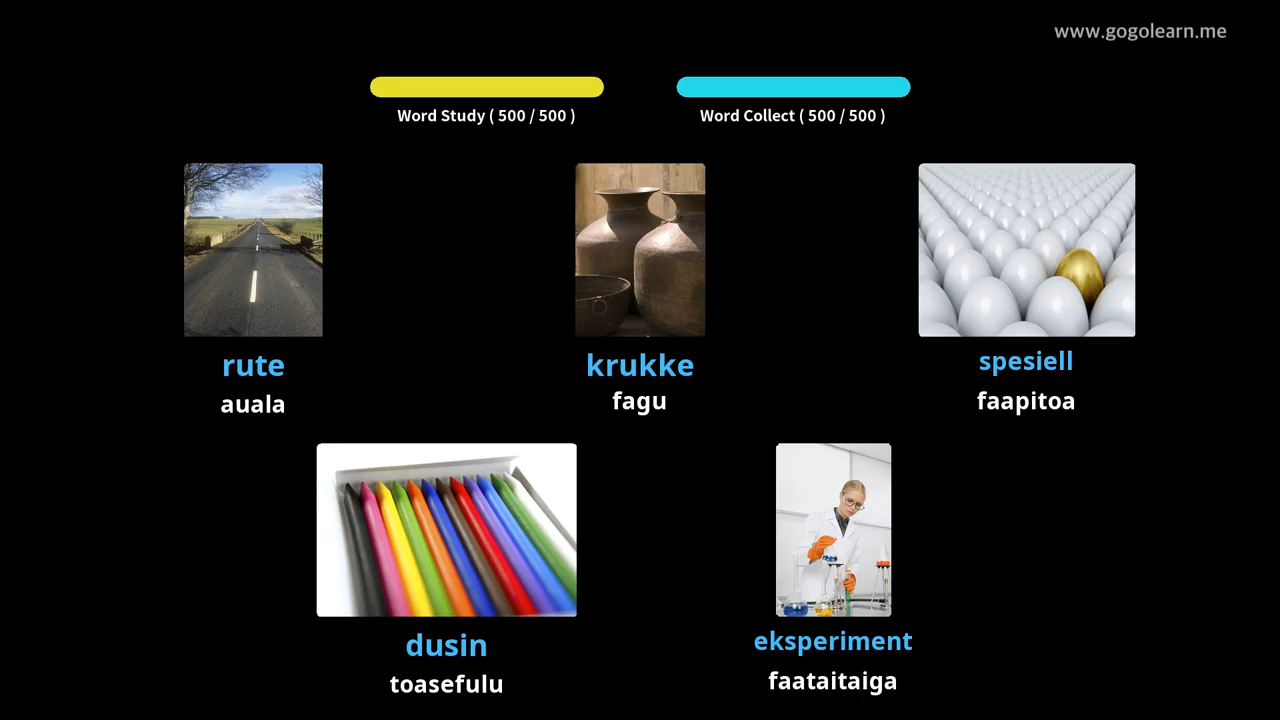 www.gogolearn.me
Word Study ( 500 / 500 )
Word Collect ( 500 / 500 )
rute
auala
krukke
fagu
spesiell
faapitoa
dusin
toasefulu
eksperiment
faataitaiga